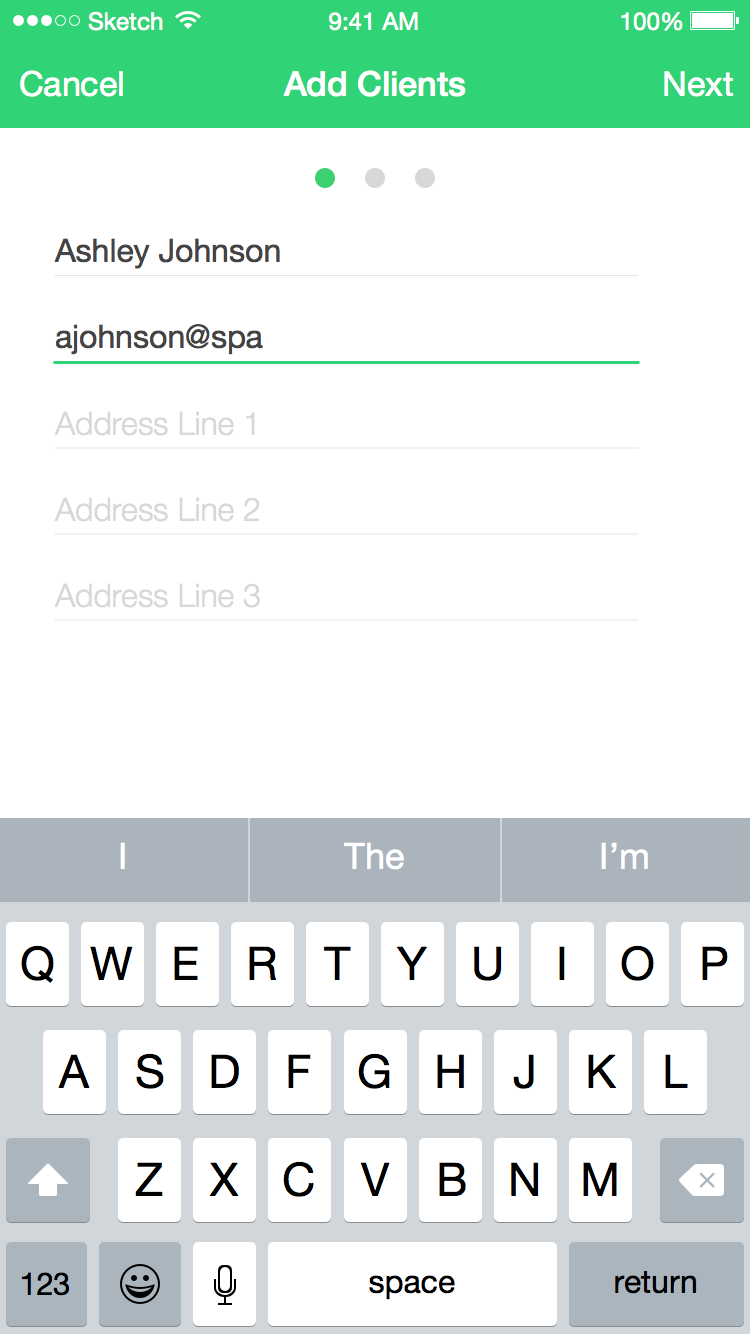 Sketch 9:41 AM 100%
Cancel Add Clients Next
Ashley Johnson
ajohnson@spa
Address Line 1
Address Line 2
Address Line 3
I The I’m
Q W E R T Y U I O P
A S D F G H J K L
Z X C V B N M
123 space return